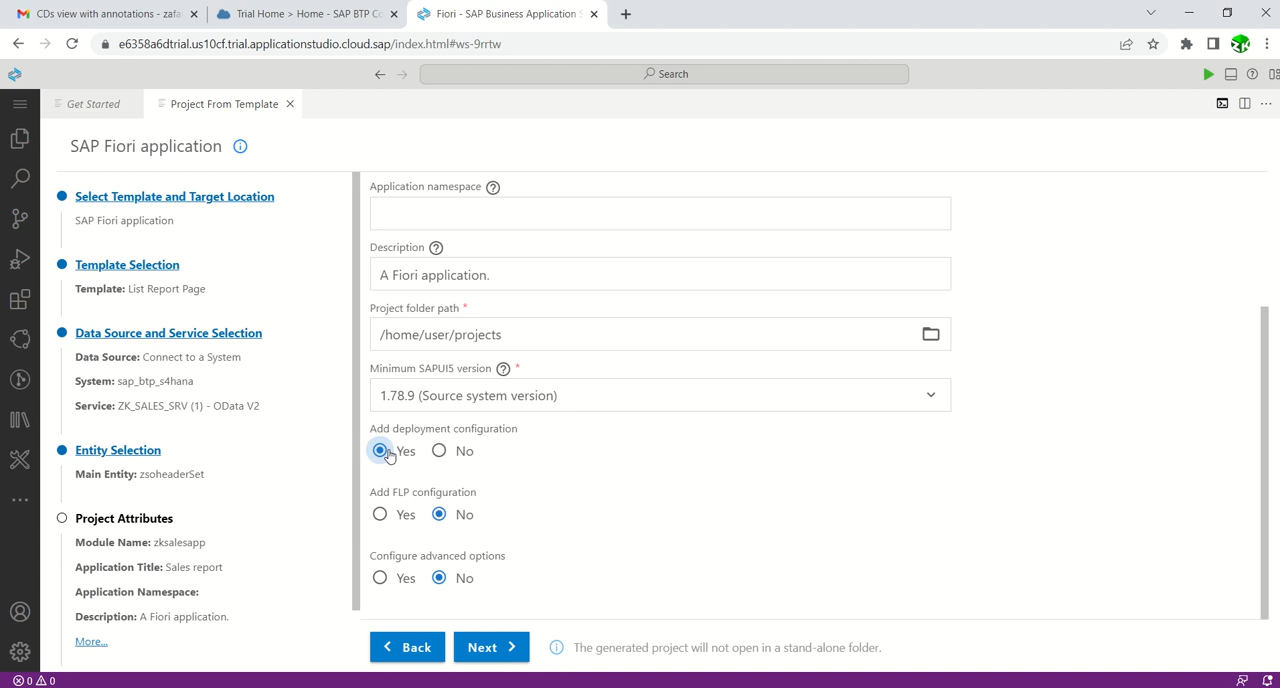 CDs view with annotations - zafa
Trial Home > Home - SAP BTP Co
Fiori - SAP Business Application S
e6358a6dtrial.us10cf.trial.applicationstudio.cloud.sap/index.html#ws-9rrtw
Search
Get Started
Project From Template
SAP Fiori application
Select Template and Target Location
SAP Fiori application
Template Selection
Template: List Report Page
Data Source and Service Selection
Data Source: Connect to a System
System: sap_btp_s4hana
Service: ZK_SALES_SRV (1) - OData V2
Entity Selection
Main Entity: zsoheaderSet
Project Attributes
Module Name: zksalesapp
Application Title: Sales report
Application Namespace:
Description: A Fiori application.
More...
Application namespace
Description
A Fiori application.
Project folder path *
/home/user/projects
Minimum SAPUI5 version *
1.78.9 (Source system version)
Add deployment configuration
Yes No
Add FLP configuration
Yes No
Configure advanced options
Yes No
Back Next The generated project will not open in a stand-alone folder.
0 0